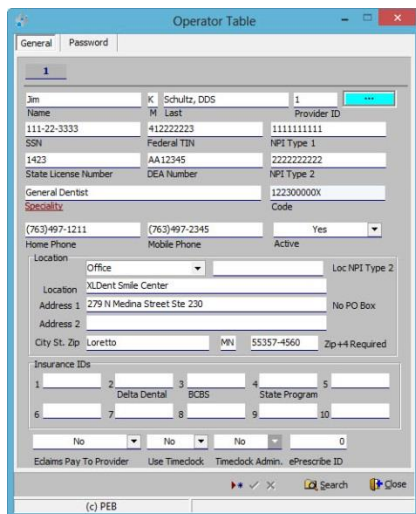 Operator Table
General Password
1
Jim K Schultz, DDS 1 ...
Name M Last Provider ID
111-22-3333 412222223 1111111111
SSN Federal TIN NPI Type 1
1423 AA12345 2222222222
State License Number DEA Number NPI Type 2
General Dentist 122300000X
Speciality Code
(763)497-1211 (763)497-2345 Yes
Home Phone Mobile Phone Active
Location
Office Loc NPI Type 2
Location XLDent Smile Center
Address 1 279 N Medina Street Ste 230 No PO Box
Address 2
City St. Zip Loretto MN 55357-4560 Zip+4 Required
Insurance IDs
1 2 3 4 5
Delta Dental BCBS State Program
6 7 8 9 10
No No No 0
Eclaims Pay To Provider Use Timedock Timedock Admin. ePrescribe ID
Search Close
(c) PEB